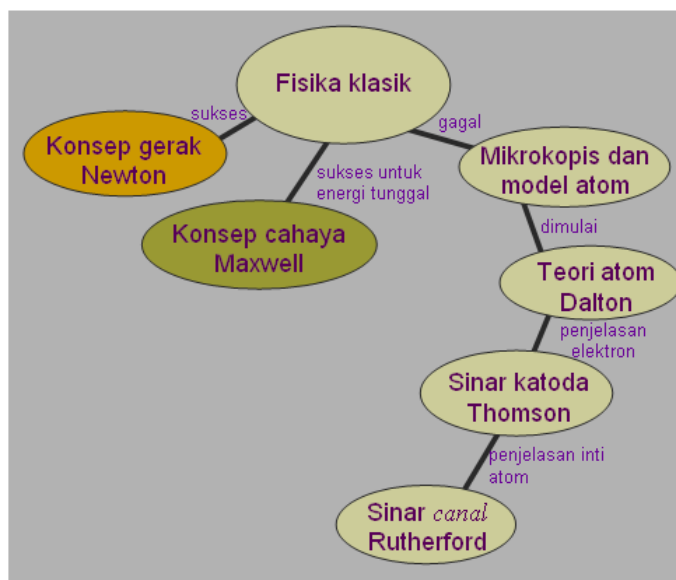 Fisika klasik
sukses
gagal
Konsep gerak
Newton
Mikrokopis dan
model atom
sukses untuk
energi tunggal
Konsep cahaya
Maxwell
dimulai
Teori atom
Dalton
penjelasan
elektron
Sinar katoda
Thomson
penjelasan inti
atom
Sinar canal
Rutherford